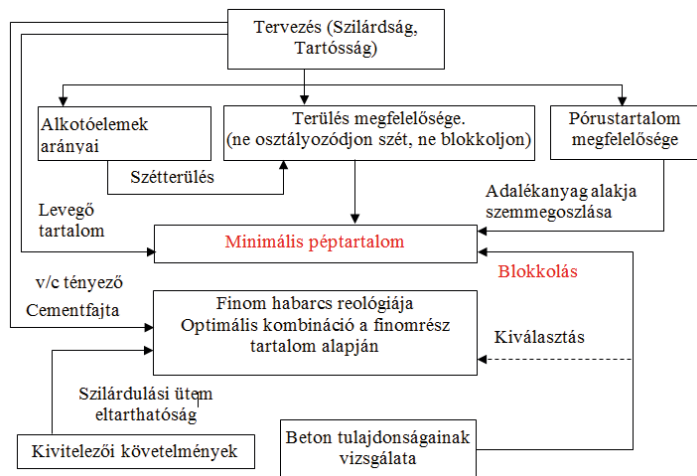 Tervezés (Szilárdság,
Tartósság)
Alkotóelemek
arányai
Terülés megfelelősége.
(ne osztályozódjon szét, ne blokkoljon)
Pórustartalom
megfelelősége
Szétterülés
Adalékanyag alakja
szemmegoszlása
Levegő
tartalom
Minimális péptartalom
Blokkolás
v/c tényező
Cementfajta
Finom habarcs reológiája
Optimális kombináció a finomrész
tartalom alapján
Kiválasztás
Szilárdulási ütem
eltarthatóság
Kivitelezői követelmények
Beton tulajdonságainak
vizsgálata